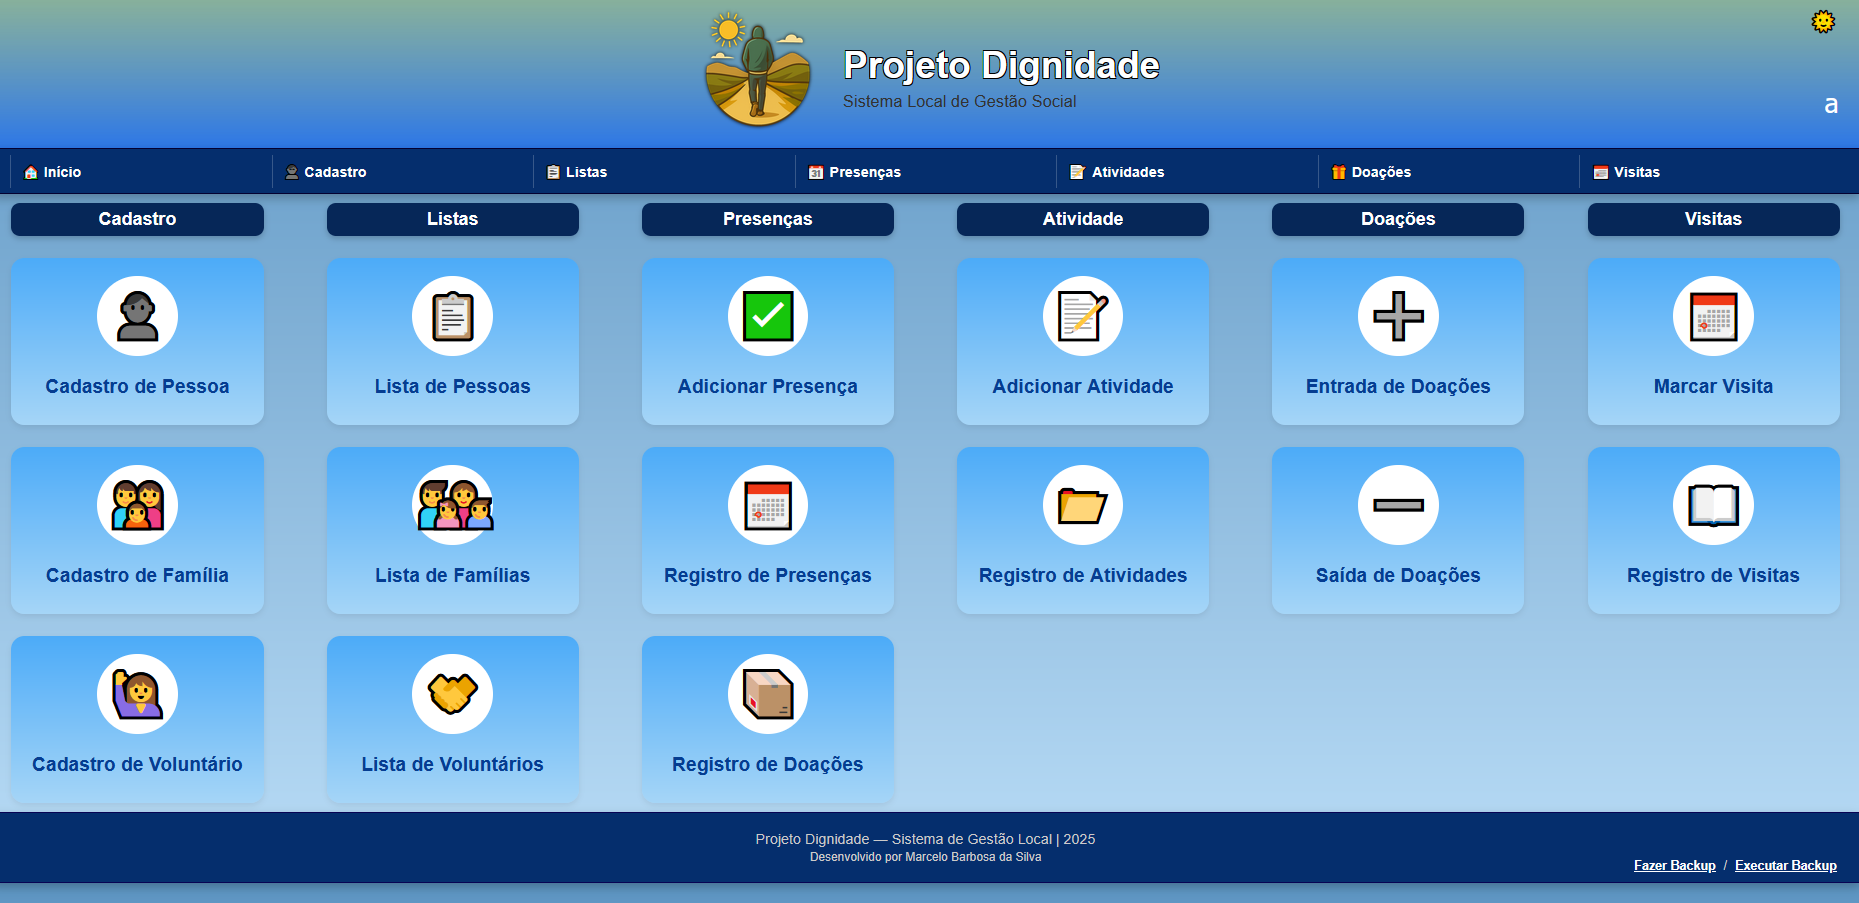 Projeto Dignidade
Sistema Local de Gestão Social
a
Início
Cadastro
Listas
31
Presenças
Atividades
Doações
Visitas
Cadastro
Listas
Presenças
Atividade
Doações
Visitas
Cadastro de Pessoa
Lista de Pessoas
Adicionar Presença
Adicionar Atividade
Entrada de Doações
Marcar Visita
Cadastro de Família
Lista de Famílias
Registro de Presenças
Registro de Atividades
Saída de Doações
Registro de Visitas
Cadastro de Voluntário
Lista de Voluntários
Registro de Doações
Projeto Dignidade — Sistema de Gestão Local | 2025
Desenvolvido por Marcelo Barbosa da Silva
Fazer Backup / Executar Backup